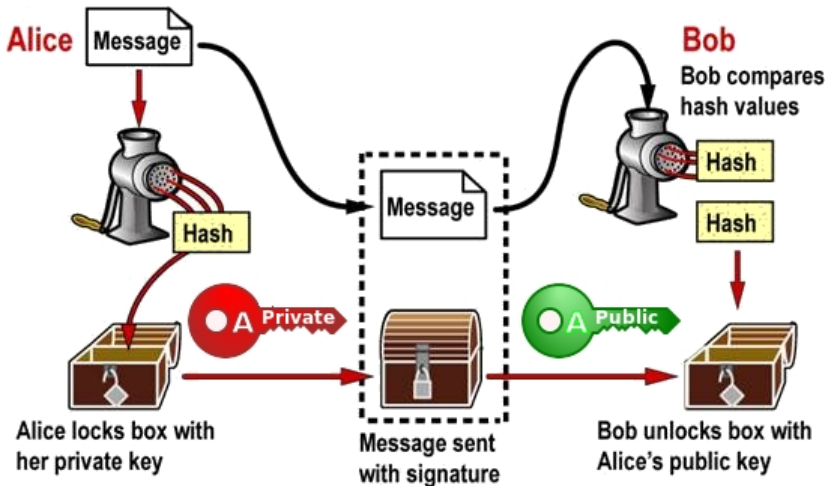 Alice
Message
Bob
Bob compares
hash values
Hash
Message
Hash
Hash
A Private
A Public
Alice locks box with
her private key
Message sent
with signature
Bob unlocks box with
Alice's public key